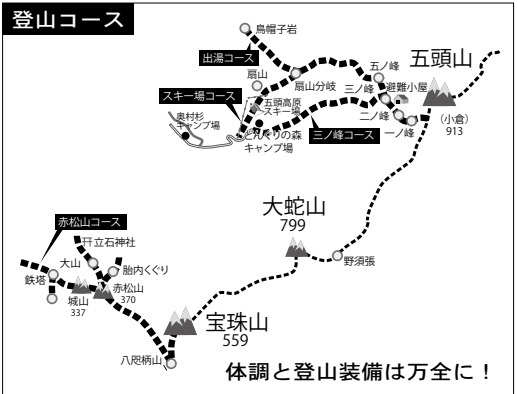 登山コース
烏帽子岩
出湯コース
扇山
扇山分岐
五ノ峰
三ノ峰
避難小屋
五頭山
スキー場コース
五頭高原
スキー場
奥村杉
キャンプ場
どんぐりの森
キャンプ場
三ノ峰コース
二ノ峰
一ノ峰
(小倉)
913
大蛇山
799
野須張
赤松山コース
立石神社
大山
胎内くぐり
鉄塔
城山
337
赤松山
370
宝珠山
559
八咫柄山
体調と登山装備は万全に！